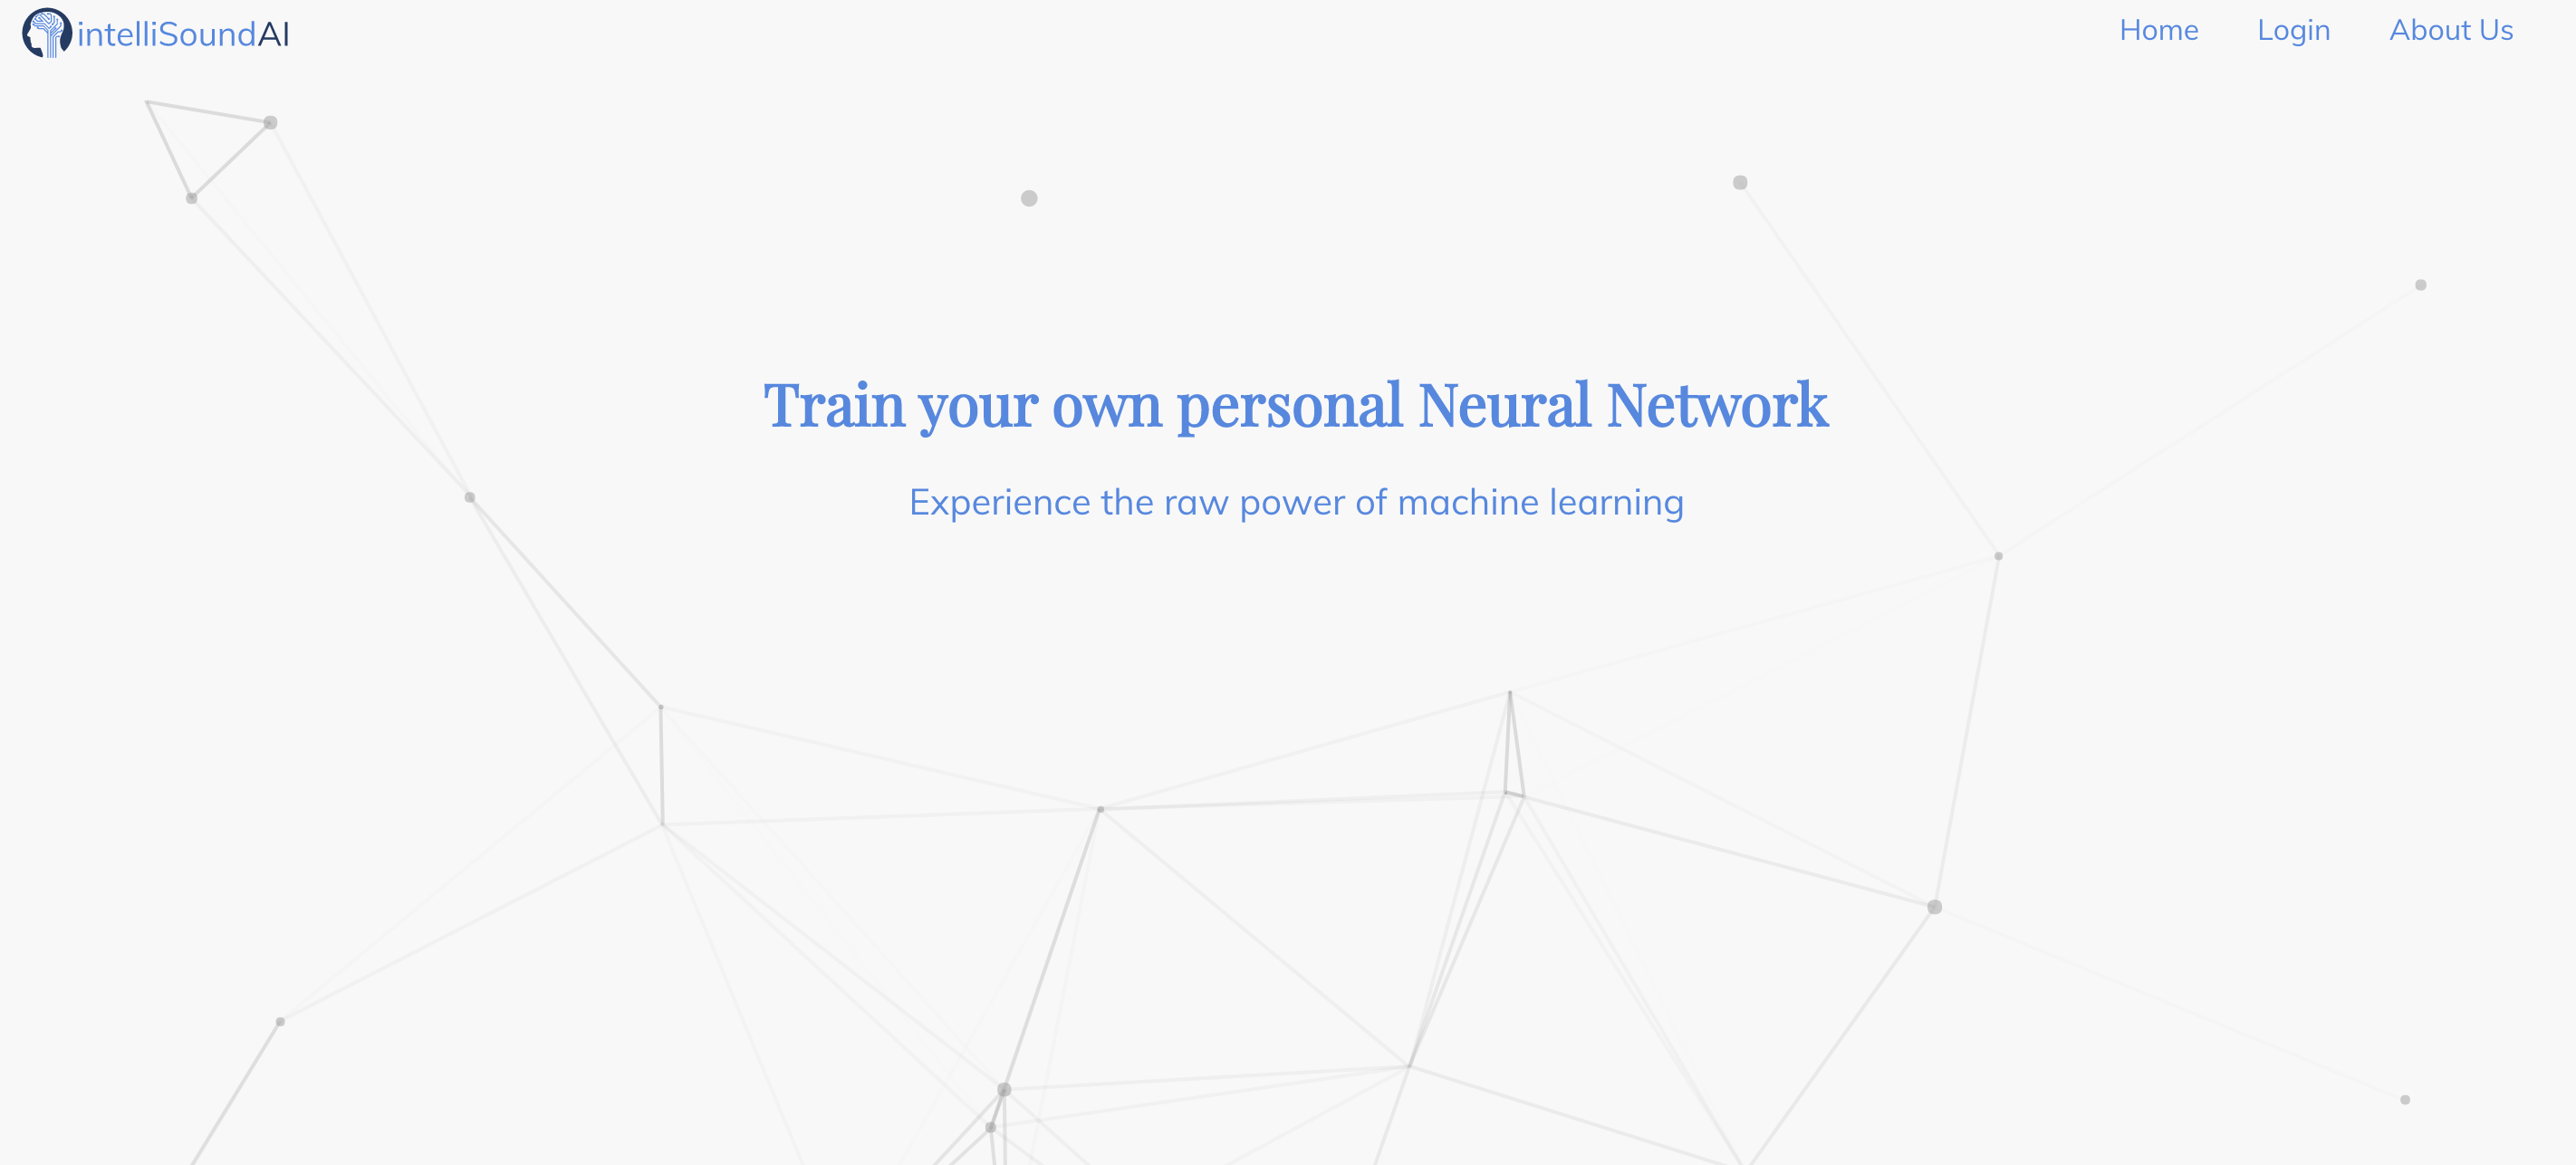 intelliSoundAI
Home Login About Us
Train your own personal Neural Network
Experience the raw power of machine learning